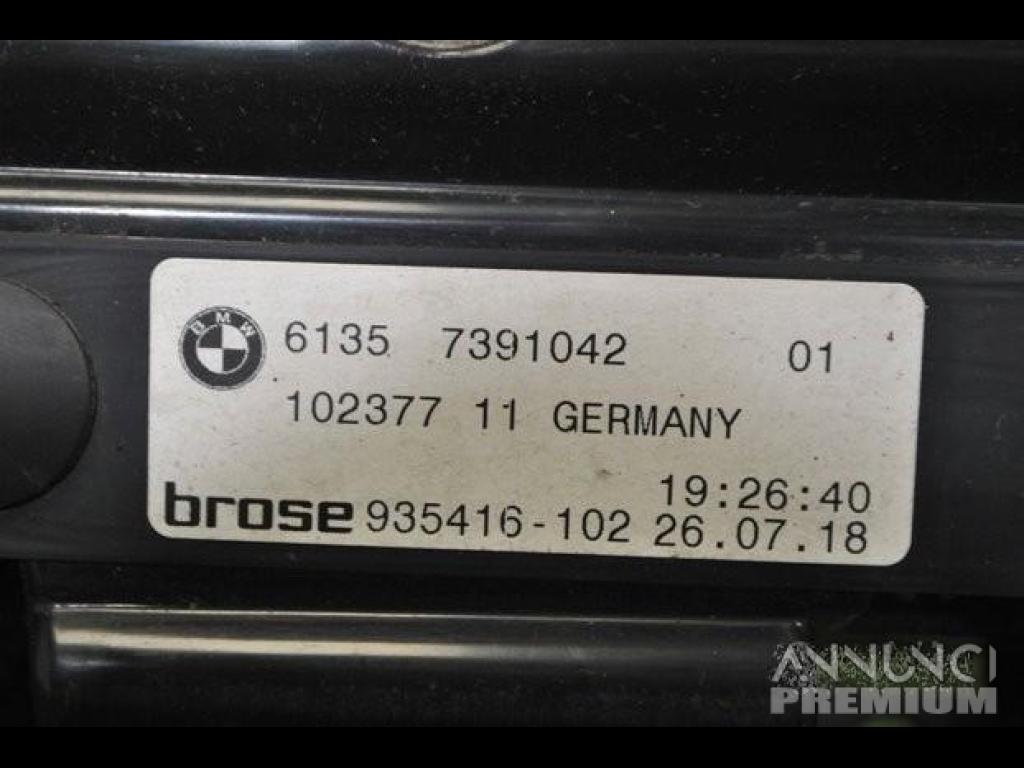 BMW
6135 7391042 01
102377 11 GERMANY
19:26:40
brose 935416-102 26.07.18
ANNUNCI
PREMIUM